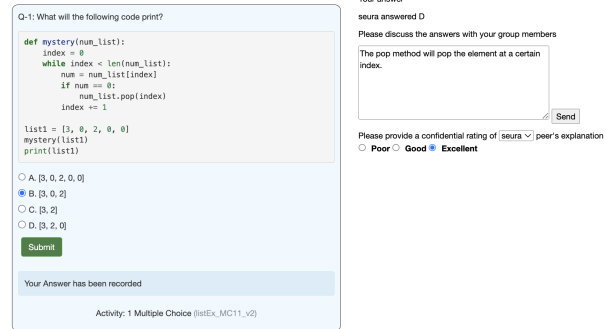 Q-1: What will the following code print?
def mystery(num_list):
    index = 0
    while index < len(num_list):
        num = num_list[index]
        if num == 0:
            num_list.pop(index)
        index += 1
list1 = [3, 0, 2, 0, 0]
mystery(list1)
print(list1)
A. [3, 0, 2, 0, 0]
B. [3, 0, 2]
C. [3, 2]
D. [3, 2, 0]
Submit
Your Answer has been recorded
Activity: 1 Multiple Choice (listEx_MC11_v2)
seura answered D
Please discuss the answers with your group members
The pop method will pop the element at a certain
index.
Send
Please provide a confidential rating of seura peer's explanation
Poor Good Excellent